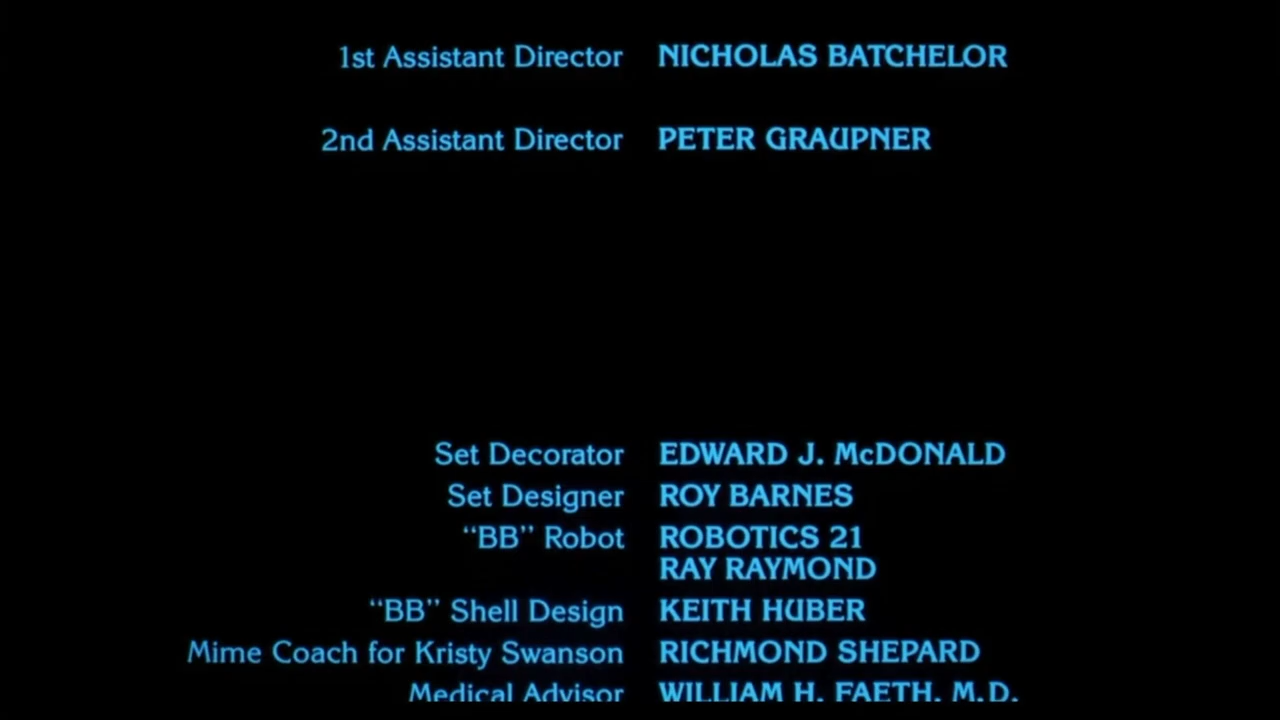 1st Assistant Director NICHOLAS BATCHELOR
2nd Assistant Director PETER GRAUPNER
Set Decorator EDWARD J. McDONALD
Set Designer ROY BARNES
“BB” Robot ROBOTICS 21
RAY RAYMOND
“BB” Shell Design KEITH HUBER
Mime Coach for Kristy Swanson RICHMOND SHEPARD
Medical Advisor WILLIAM H. FAETH, M.D.